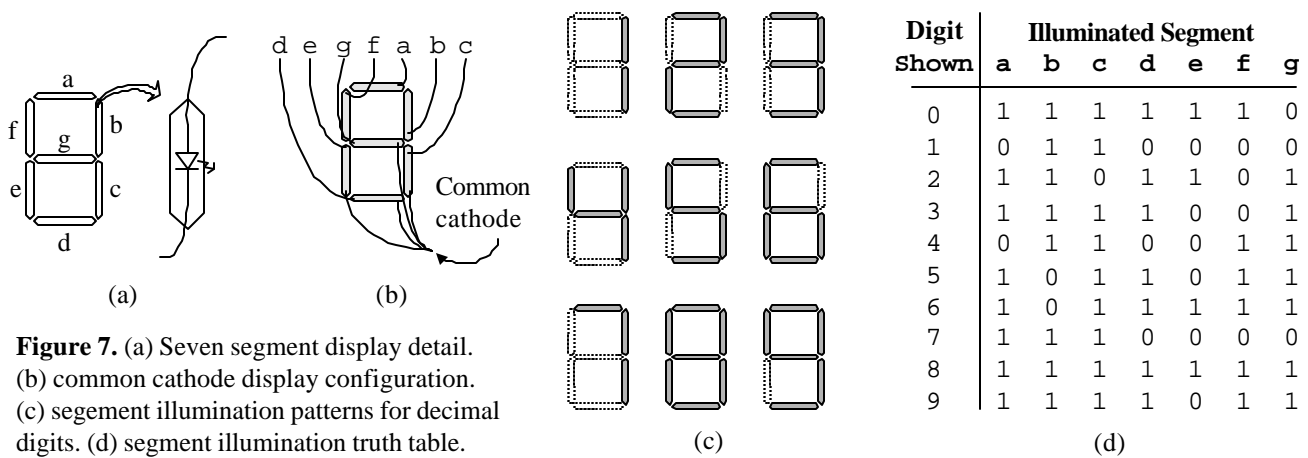 a
f
b
g
e
c
d
(a)
d e g f a b c
Common
cathode
(b)
Figure 7. (a) Seven segment display detail.
(b) common cathode display configuration.
(c) segement illumination patterns for decimal
digits. (d) segment illumination truth table.
(c)
Digit Illuminated Segment
Shown a b c d e f g
0 1 1 1 1 1 1 0
1 0 1 1 0 0 0 0
2 1 1 0 1 1 0 1
3 1 1 1 1 0 0 1
4 0 1 1 0 0 1 1
5 1 0 1 1 0 1 1
6 1 0 1 1 1 1 1
7 1 1 1 0 0 0 0
8 1 1 1 1 1 1 1
9 1 1 1 1 0 1 1
(d)